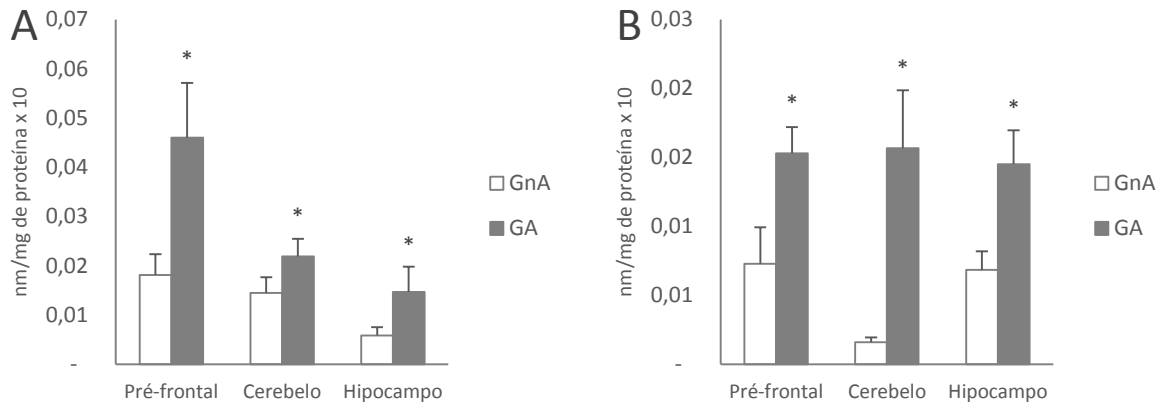 A
nm/mg de proteína x 10
0,07
0,06
0,05
0,04
0,03
0,02
0,01
-
*
*
*
Pré-frontal Cerebelo Hipocampo
GnA
GA
B
nm/mg de proteína x 10
0,03
0,02
0,02
0,01
0,01
-
*
*
*
Pré-frontal Cerebelo Hipocampo
GnA
GA